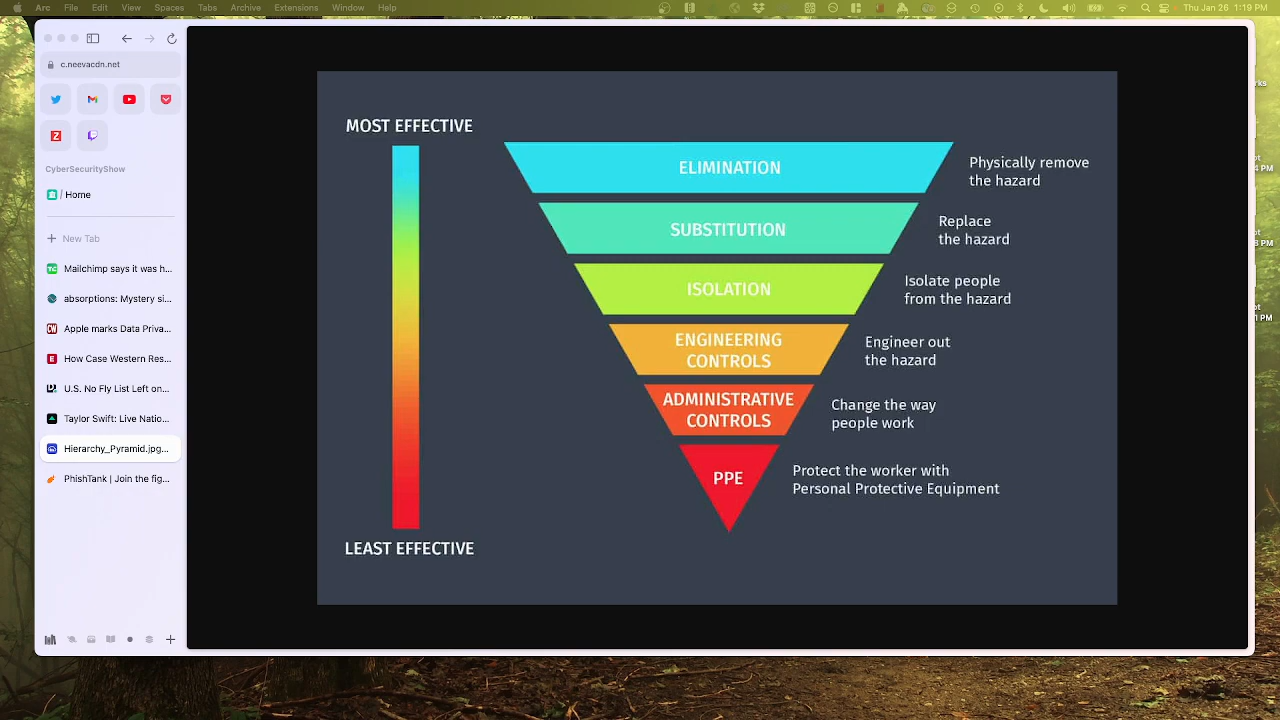 Arc File Edit View Spaces Tabs Archive Extensions Window Help
Thu Jan 26 1:19 PM
c.neevacdn.net
CyberSecurityShow
/ Home
New Tab
Mailchimp says it was h...
absorptions: Mystery si...
Apple marks Data Priva...
How Case Western Res...
U.S. No Fly List Left on...
Taylor Swift: Live Natio...
Hierarchy_Pyramid.jpg...
PhishTank | Join the fig...
MOST EFFECTIVE
LEAST EFFECTIVE
ELIMINATION
Physically remove
the hazard
SUBSTITUTION
Replace
the hazard
ISOLATION
Isolate people
from the hazard
ENGINEERING
CONTROLS
Engineer out
the hazard
ADMINISTRATIVE
CONTROLS
Change the way
people work
PPE
Protect the worker with
Personal Protective Equipment